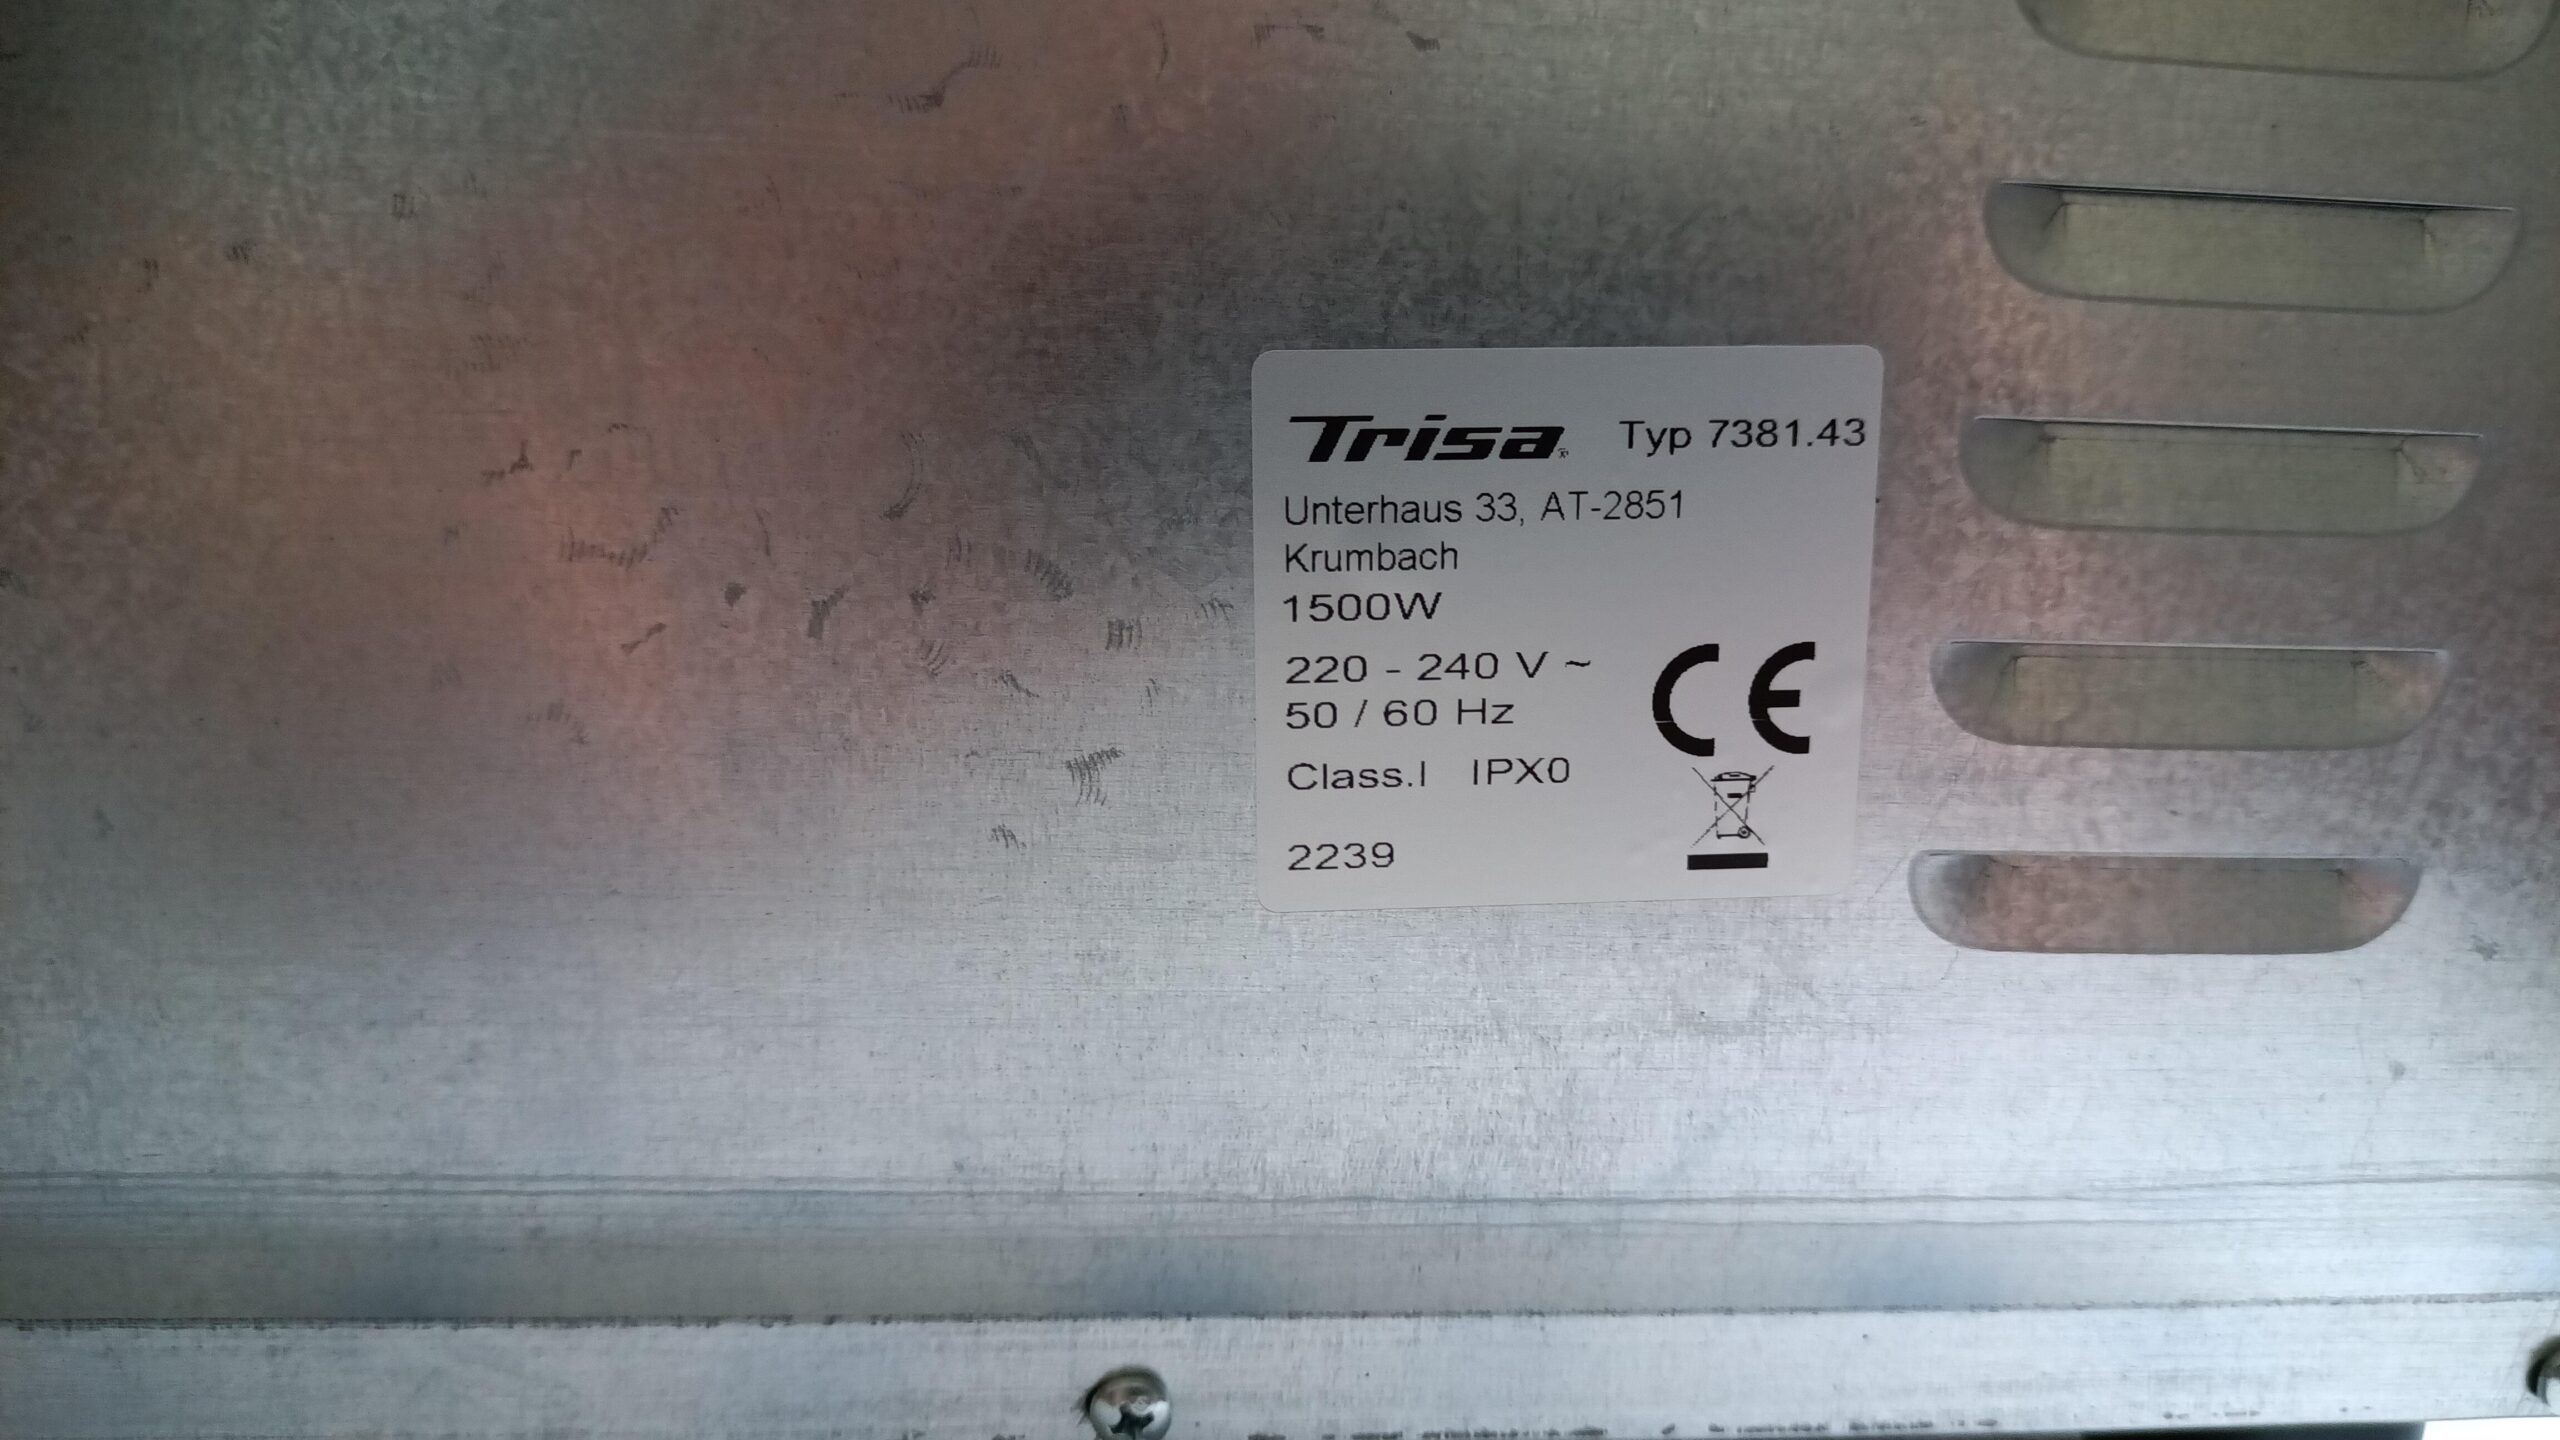 Trisa® Typ 7381.43
Unterhaus 33, AT-2851
Krumbach
1500W
220 - 240 V ~
50 / 60 Hz
CE
Class.I IPX0
2239